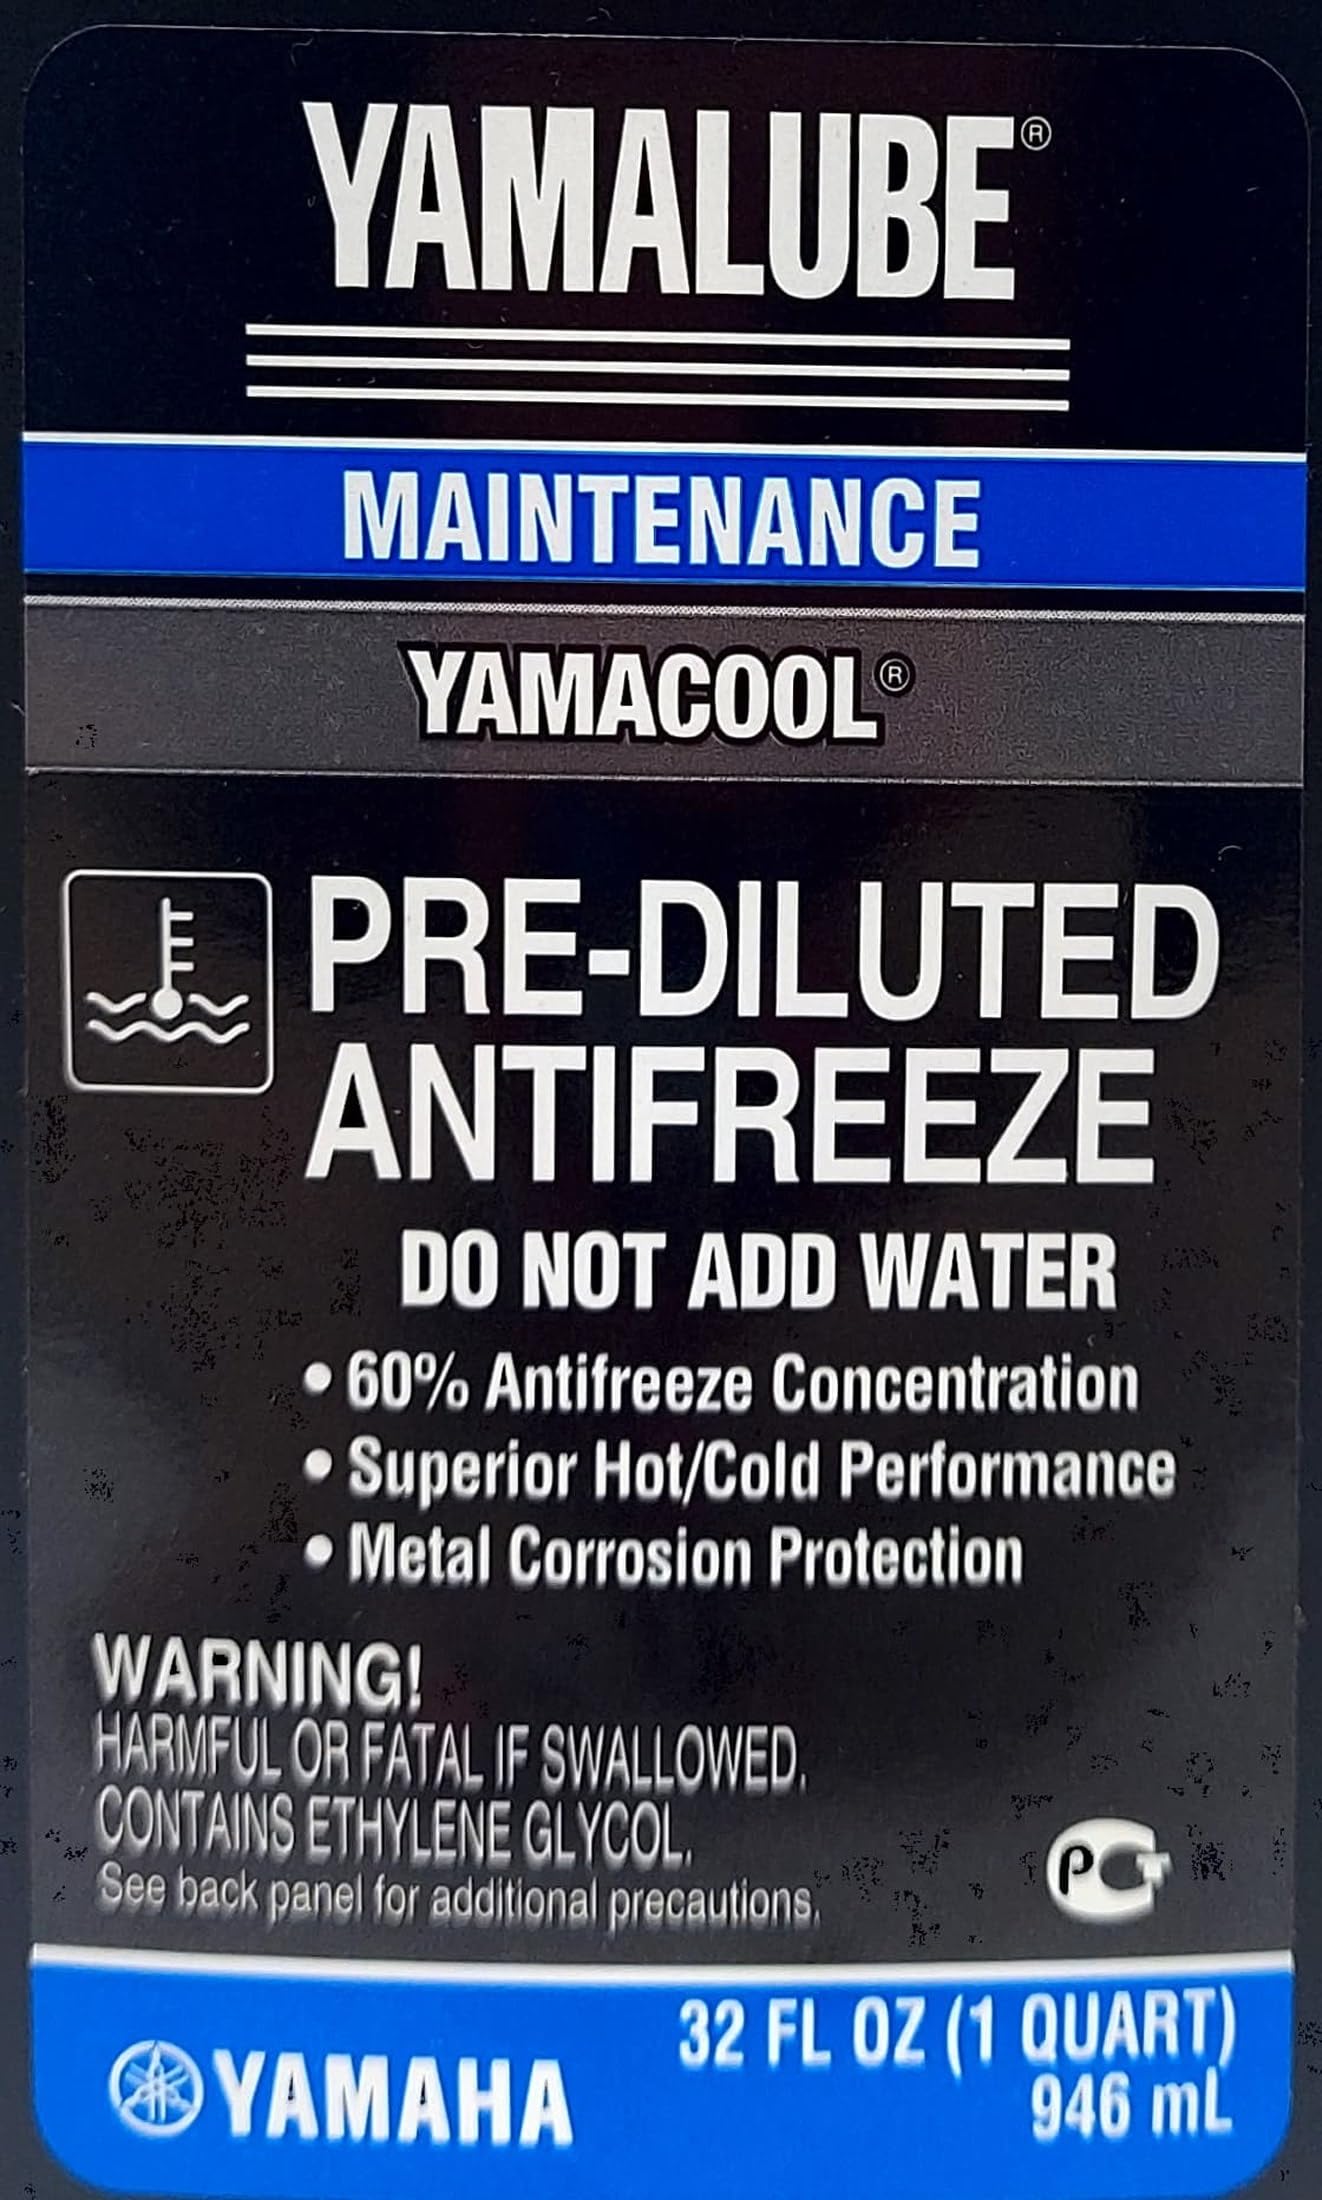 YAMALUBE®
MAINTENANCE
YAMACOOL®
PRE-DILUTED
ANTIFREEZE
DO NOT ADD WATER
• 60% Antifreeze Concentration
• Superior Hot/Cold Performance
• Metal Corrosion Protection
WARNING!
HARMFUL OR FATAL IF SWALLOWED.
CONTAINS ETHYLENE GLYCOL.
See back panel for additional precautions.
PCT
YAMAHA
32 FL OZ (1 QUART)
946 mL